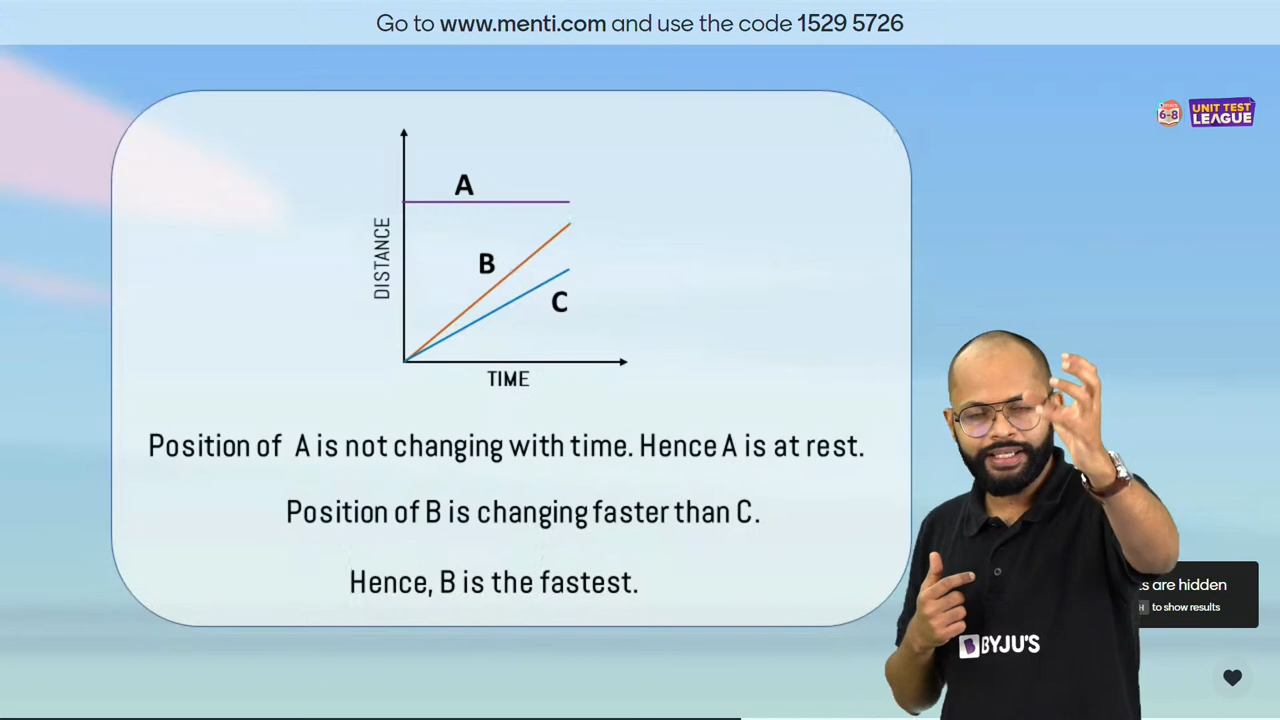 Go to www.menti.com and use the code 1529 5726
6-8
UNIT TEST
LEAGUE
A
B
C
DISTANCE
TIME
Position of A is not changing with time. Hence A is at rest.
Position of B is changing faster than C.
Hence, B is the fastest.
are hidden
H to show results
BYJU'S